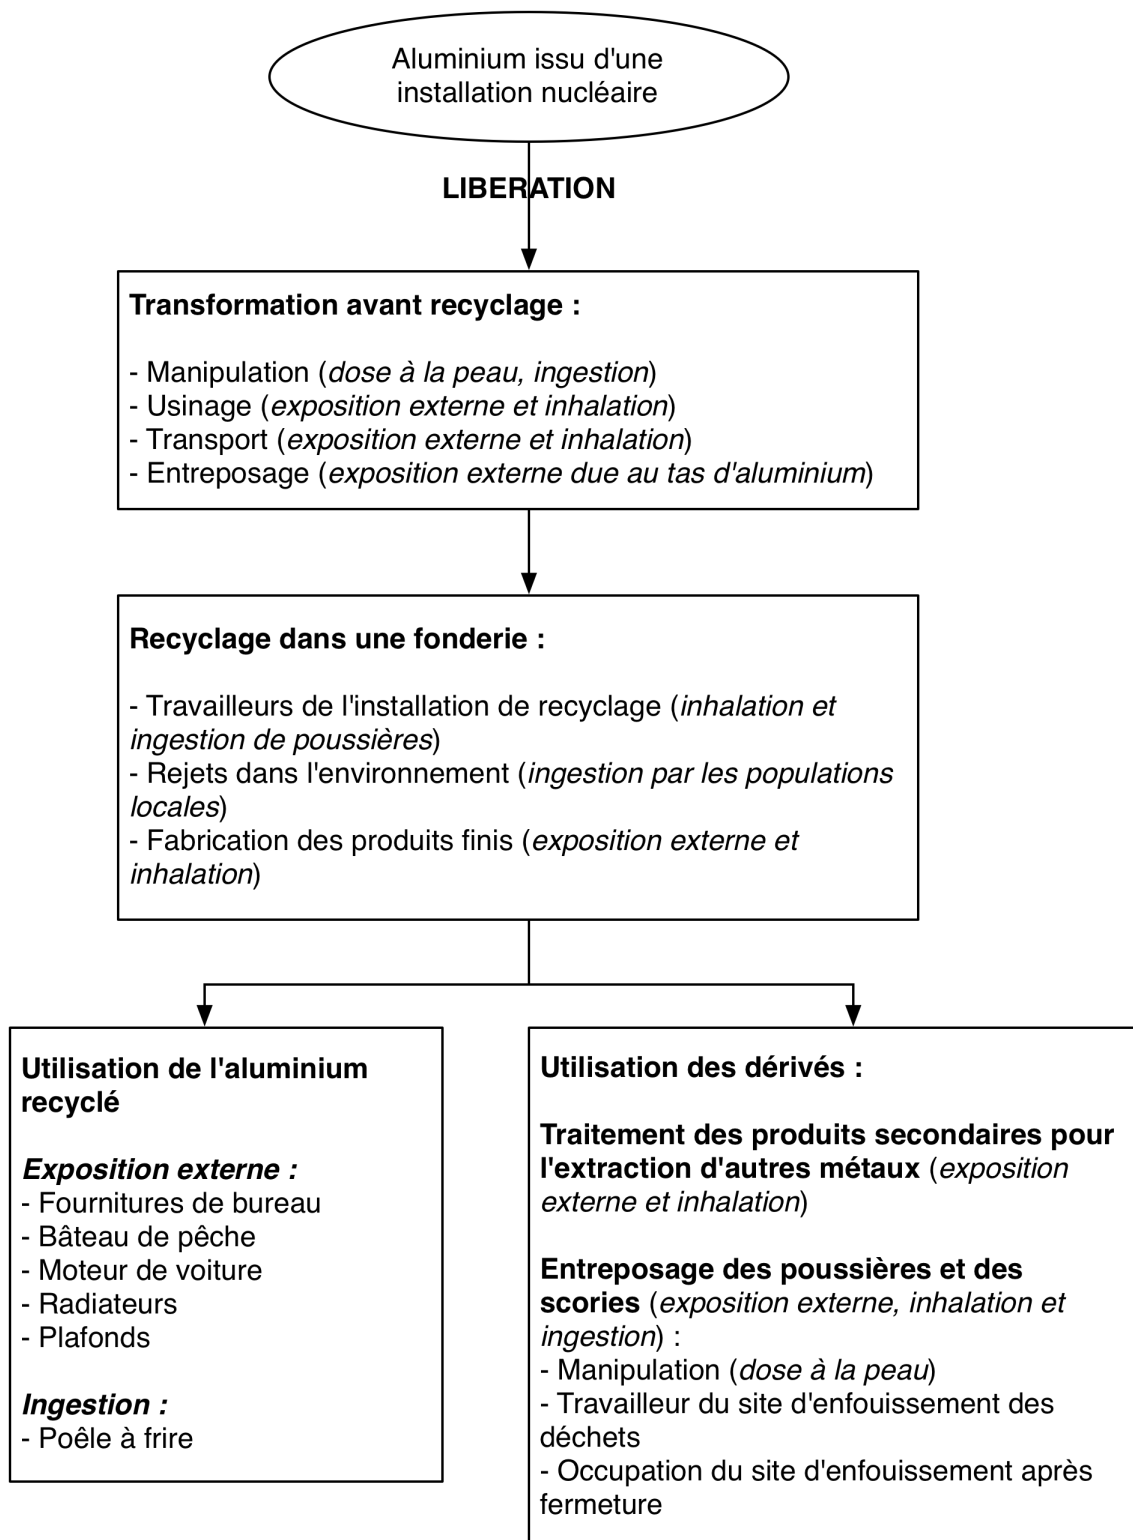 Aluminium issu d'une
installation nucléaire
LIBERATION
Transformation avant recyclage :
- Manipulation (dose à la peau, ingestion)
- Usinage (exposition externe et inhalation)
- Transport (exposition externe et inhalation)
- Entreposage (exposition externe due au tas d'aluminium)
Recyclage dans une fonderie :
- Travailleurs de l'installation de recyclage (inhalation et
ingestion de poussières)
- Rejets dans l'environnement (ingestion par les populations
locales)
- Fabrication des produits finis (exposition externe et
inhalation)
Utilisation de l'aluminium
recyclé
Exposition externe :
- Fournitures de bureau
- Bâteau de pêche
- Moteur de voiture
- Radiateurs
- Plafonds
Ingestion :
- Poêle à frire
Utilisation des dérivés :
Traitement des produits secondaires pour
l'extraction d'autres métaux (exposition
externe et inhalation)
Entreposage des poussières et des
scories (exposition externe, inhalation et
ingestion) :
- Manipulation (dose à la peau)
- Travailleur du site d'enfouissement des
déchets
- Occupation du site d'enfouissement après
fermeture